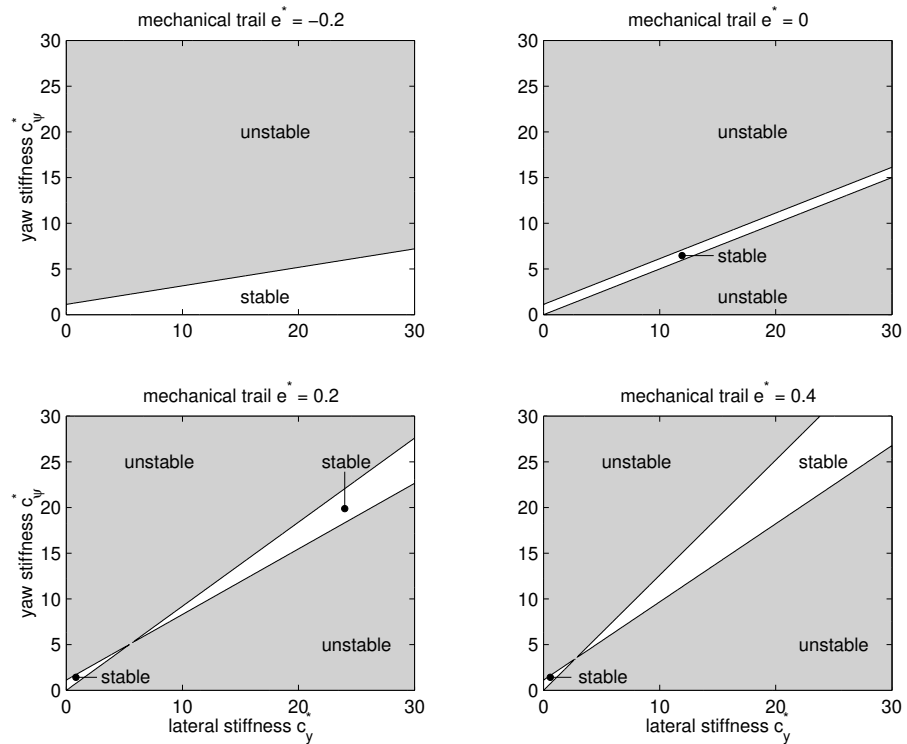 mechanical trail e* = −0.2
30
25
20
15
10
5
0
0 10 20 30
yaw stiffness c*ψ
unstable
stable
mechanical trail e* = 0
30
25
20
15
10
5
0
0 10 20 30
unstable
stable
unstable
mechanical trail e* = 0.2
30
25
20
15
10
5
0
0 10 20 30
yaw stiffness c*ψ
lateral stiffness c*y
unstable
stable
unstable
stable
mechanical trail e* = 0.4
30
25
20
15
10
5
0
0 10 20 30
lateral stiffness c*y
unstable
stable
unstable
stable